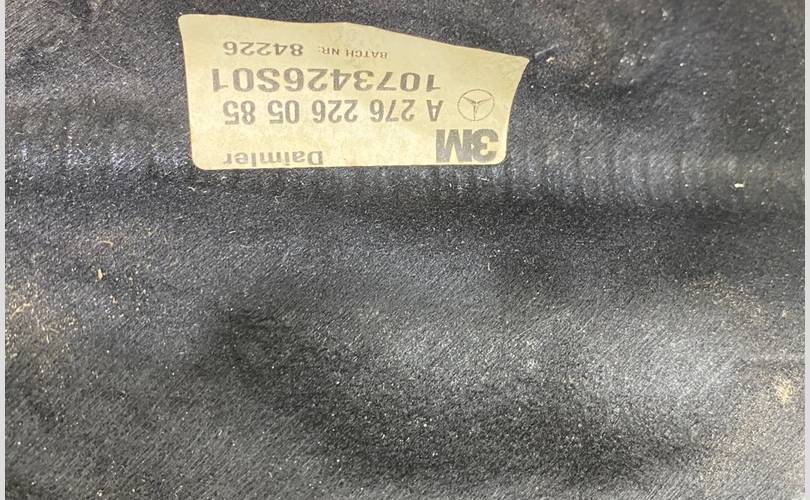 3M Daimler
A 276 226 05 85
1073426S01
BATCH NR: 84226